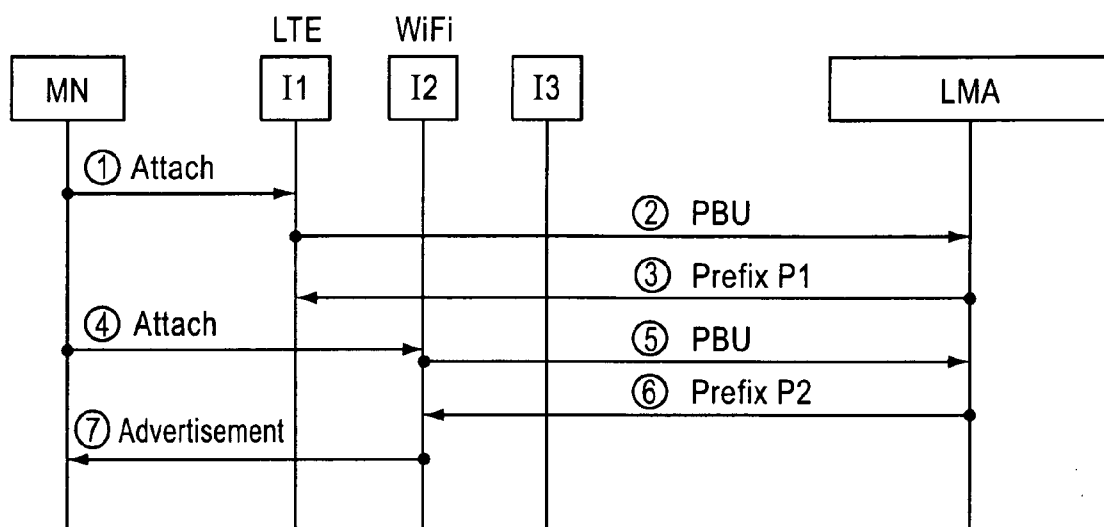 LTE WiFi
MN I1 I2 I3 LMA
① Attach
② PBU
③ Prefix P1
④ Attach
⑤ PBU
⑥ Prefix P2
⑦ Advertisement